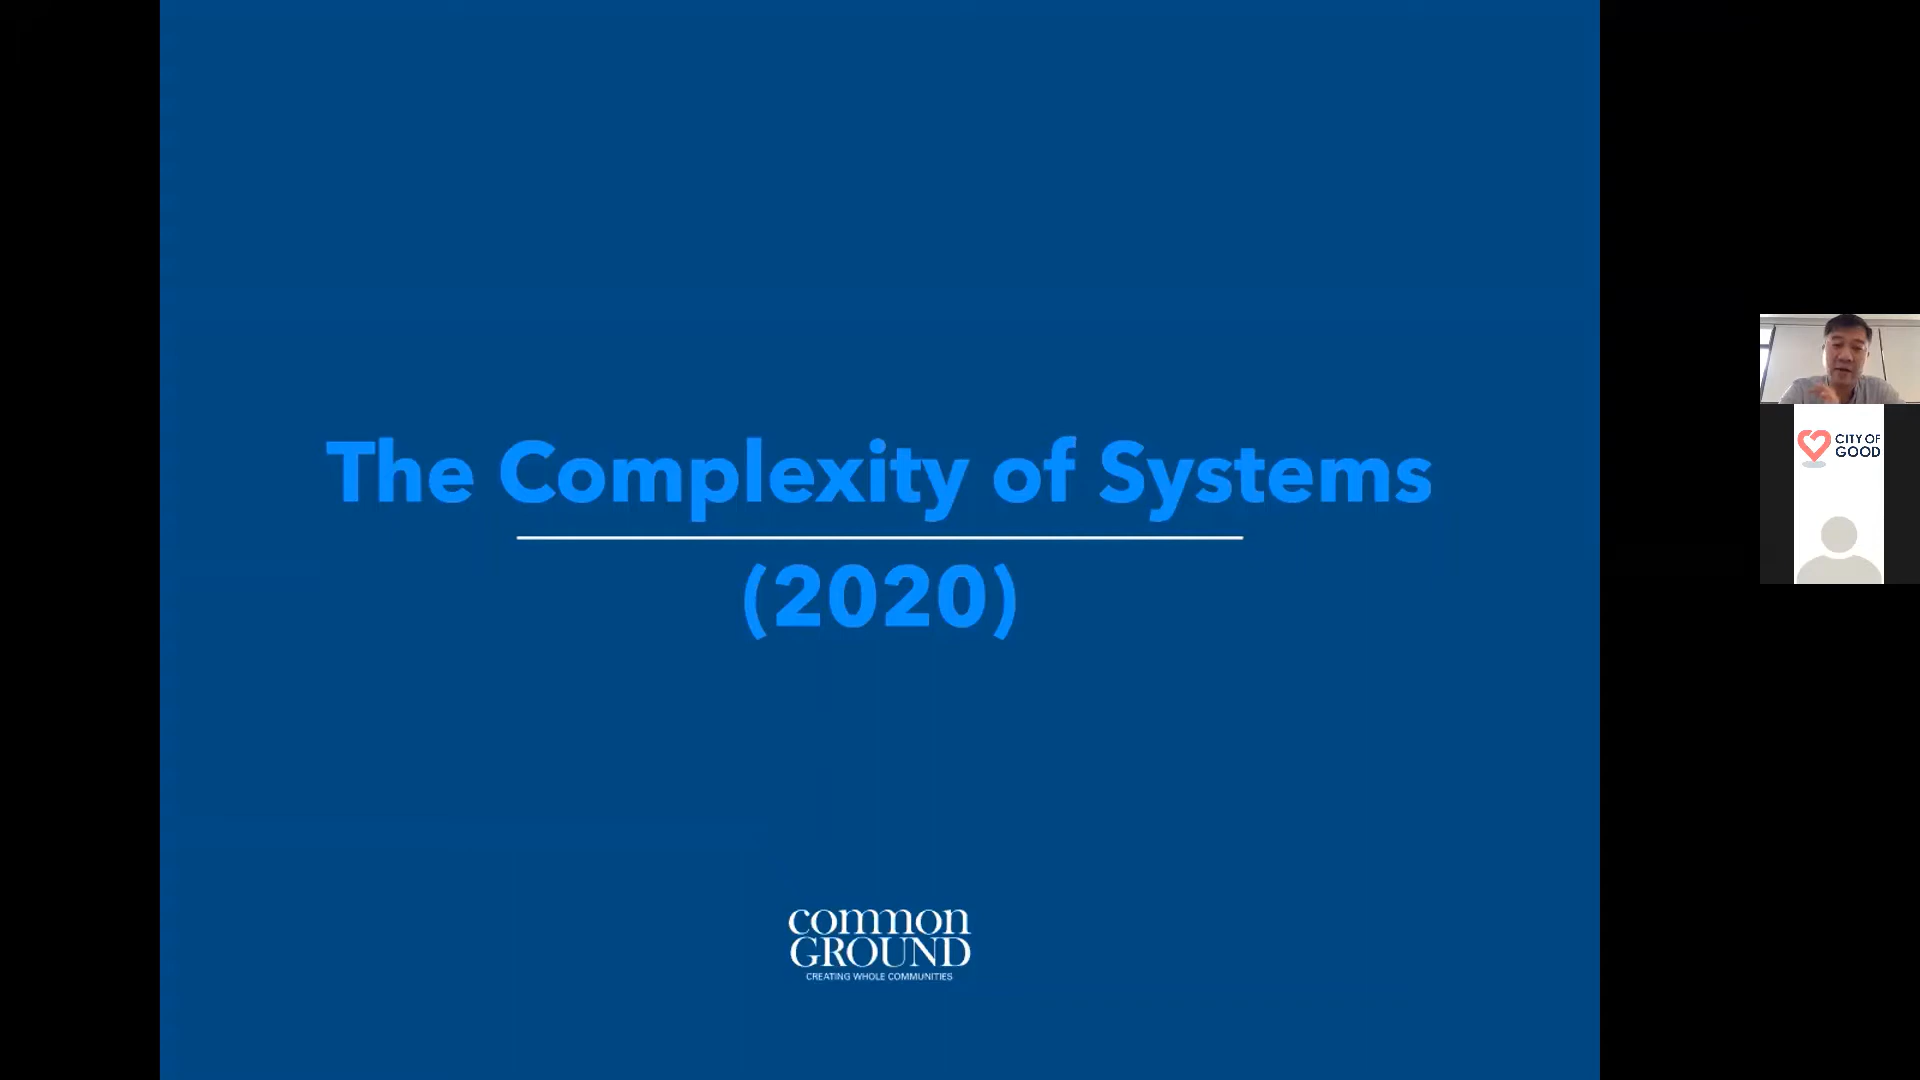 The Complexity of Systems
(2020)
common
GROUND
CREATING WHOLE COMMUNITIES
CITY OF
GOOD